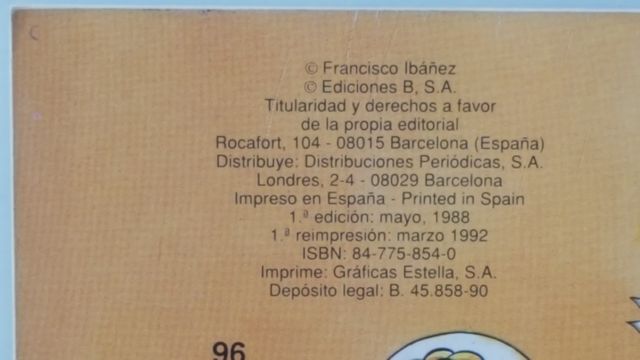 © Francisco Ibáñez
© Ediciones B, S.A.
Titularidad y derechos a favor
de la propia editorial
Rocafort, 104 - 08015 Barcelona (España)
Distribuye: Distribuciones Periódicas, S.A.
Londres, 2-4 - 08029 Barcelona
Impreso en España - Printed in Spain
1.ª edición: mayo, 1988
1.ª reimpresión: marzo 1992
ISBN: 84-775-854-0
Imprime: Gráficas Estella, S.A.
Depósito legal: B. 45.858-90
96